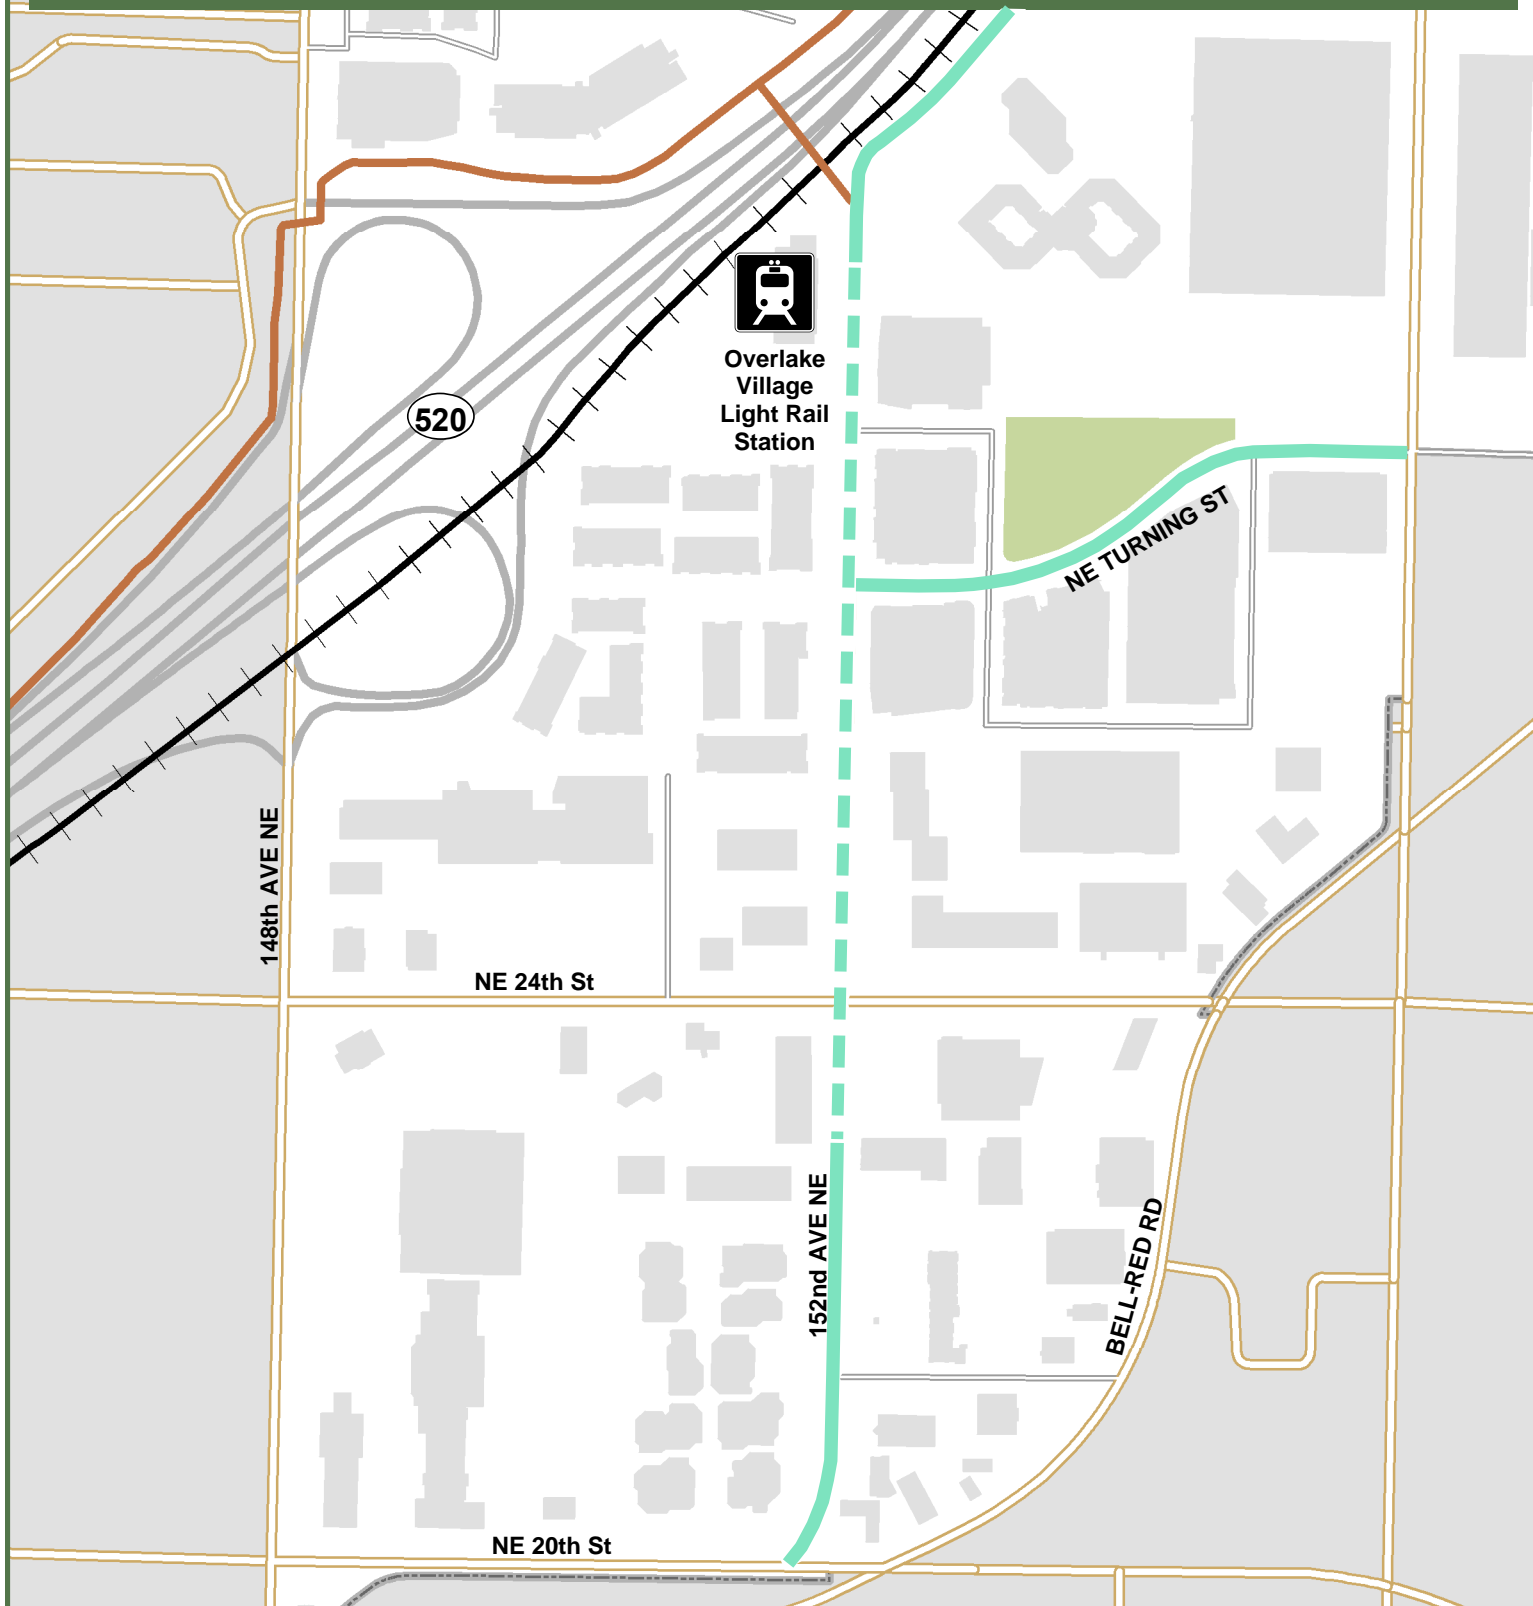 Overlake
Village
Light Rail
Station
520
NE TURNING ST
148th AVE NE
NE 24th St
152nd AVE NE
BELL-RED RD
NE 20th St